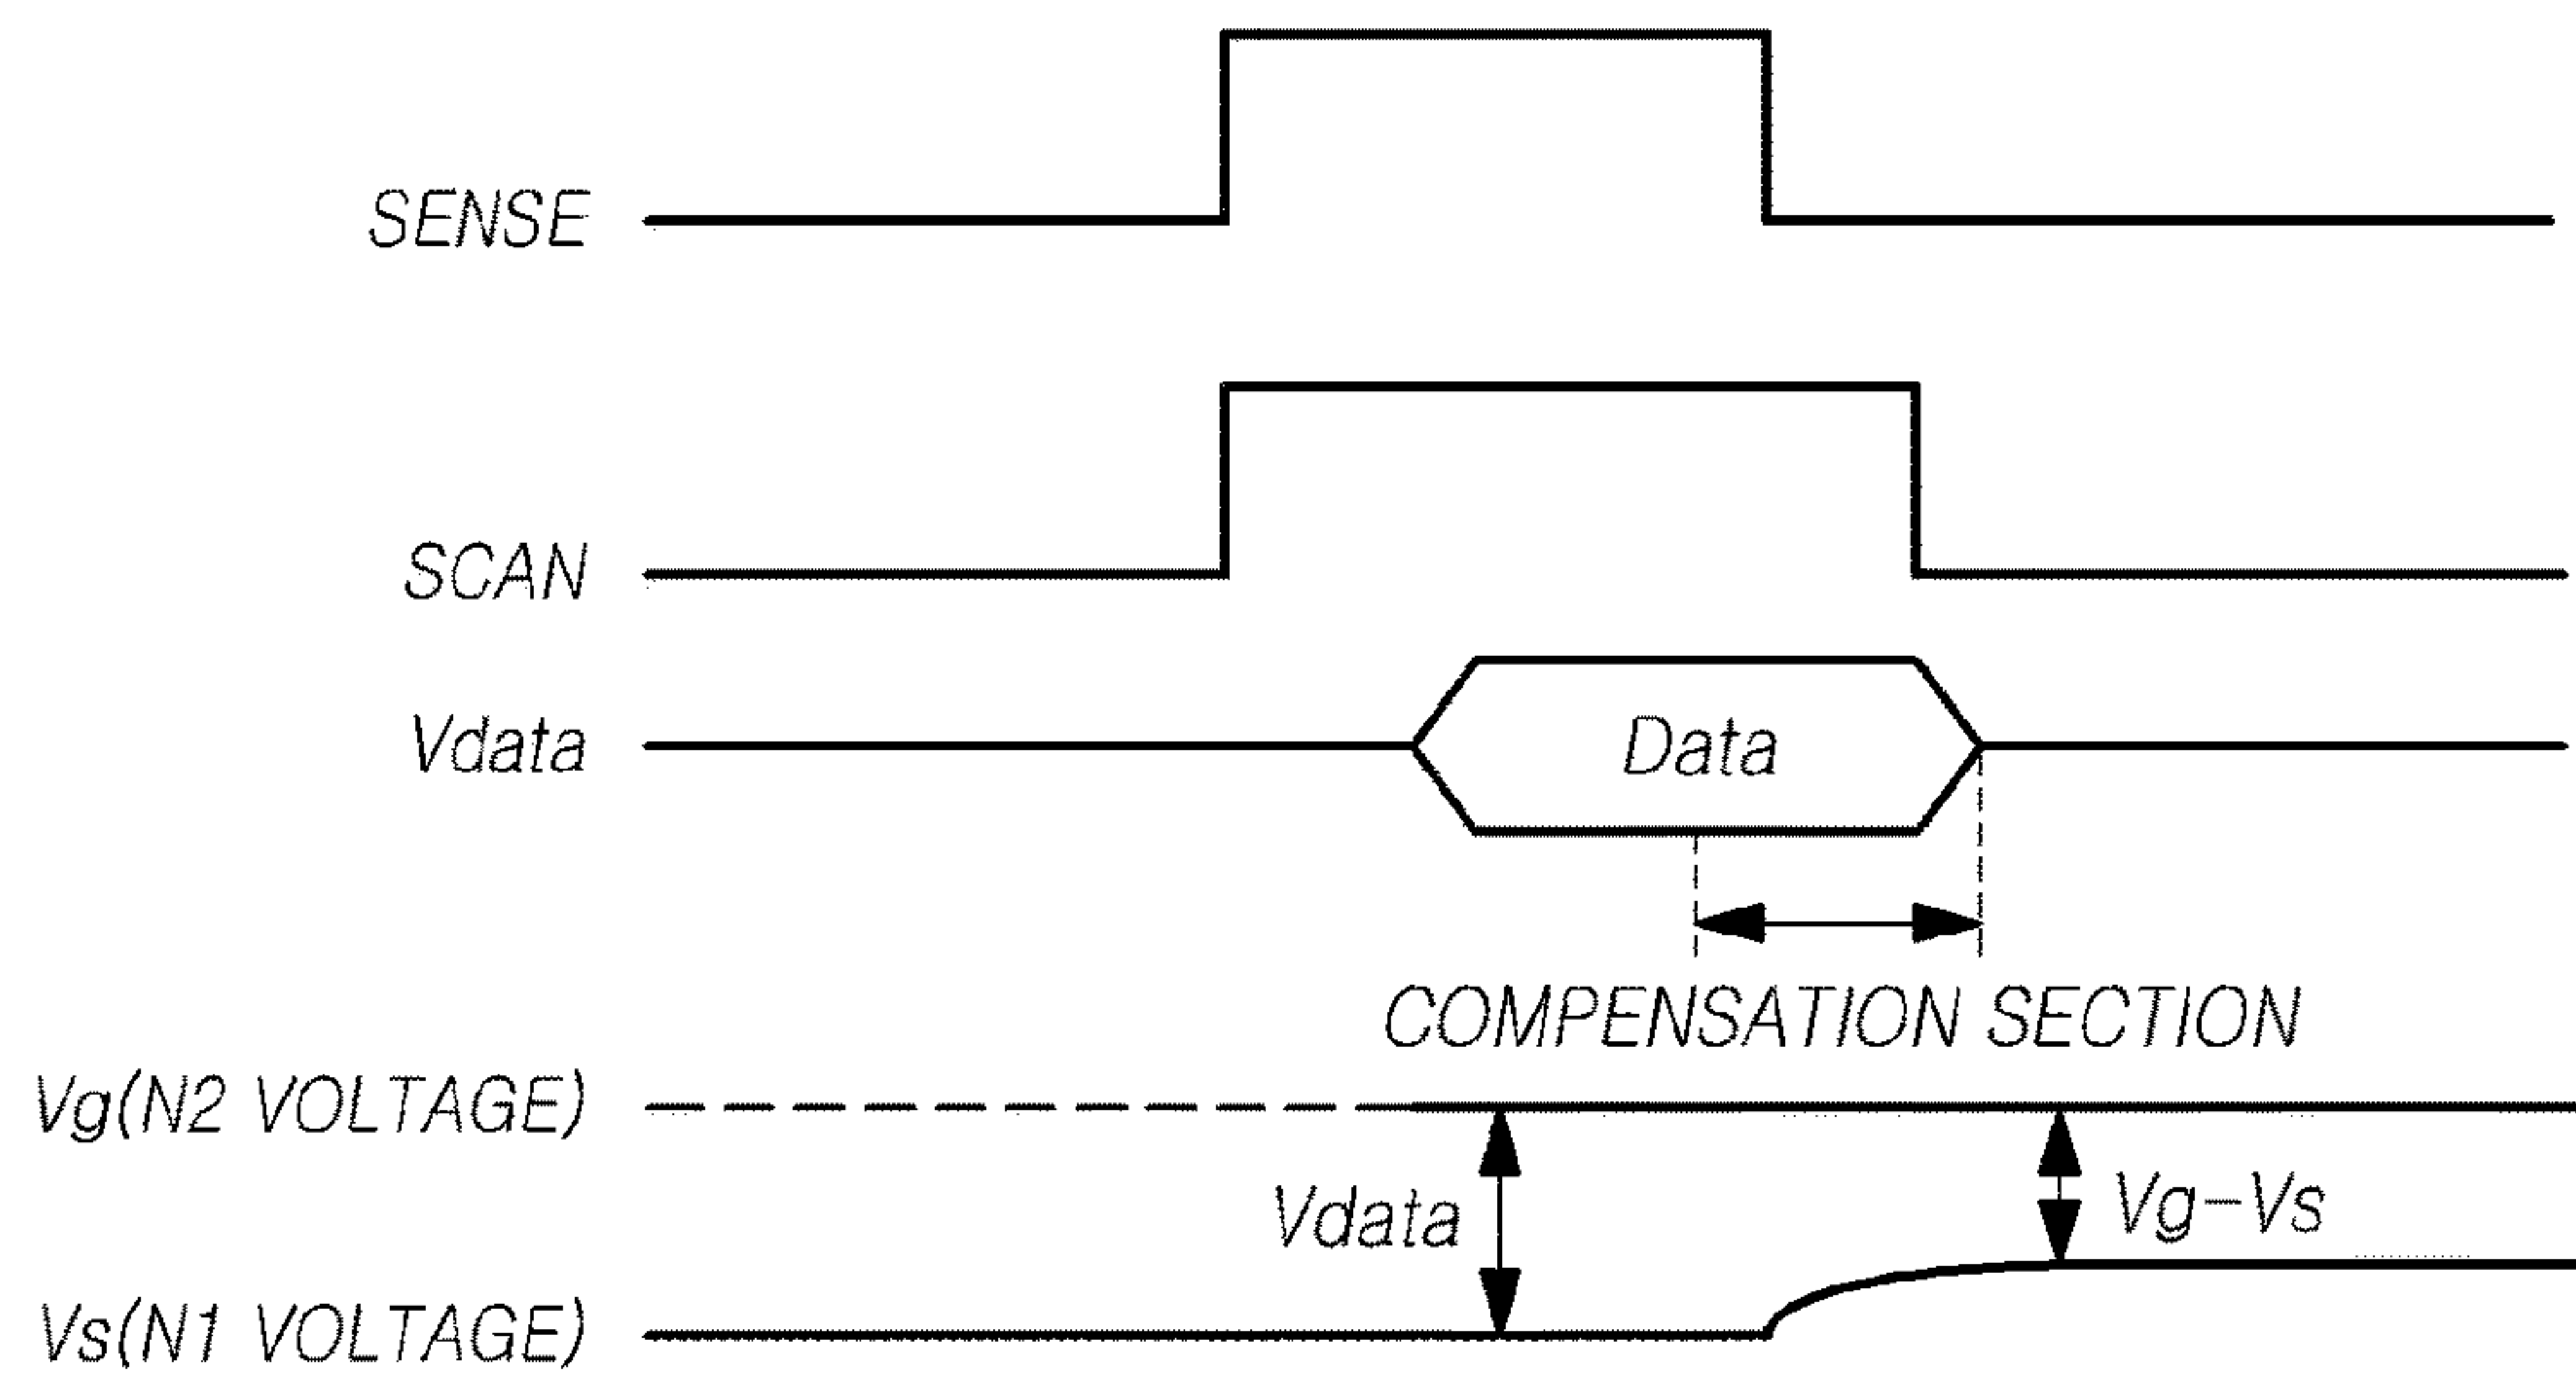 SENSE
SCAN
Vdata
Data
COMPENSATION SECTION
Vg(N2 VOLTAGE)
Vdata
Vg-Vs
Vs(N1 VOLTAGE)